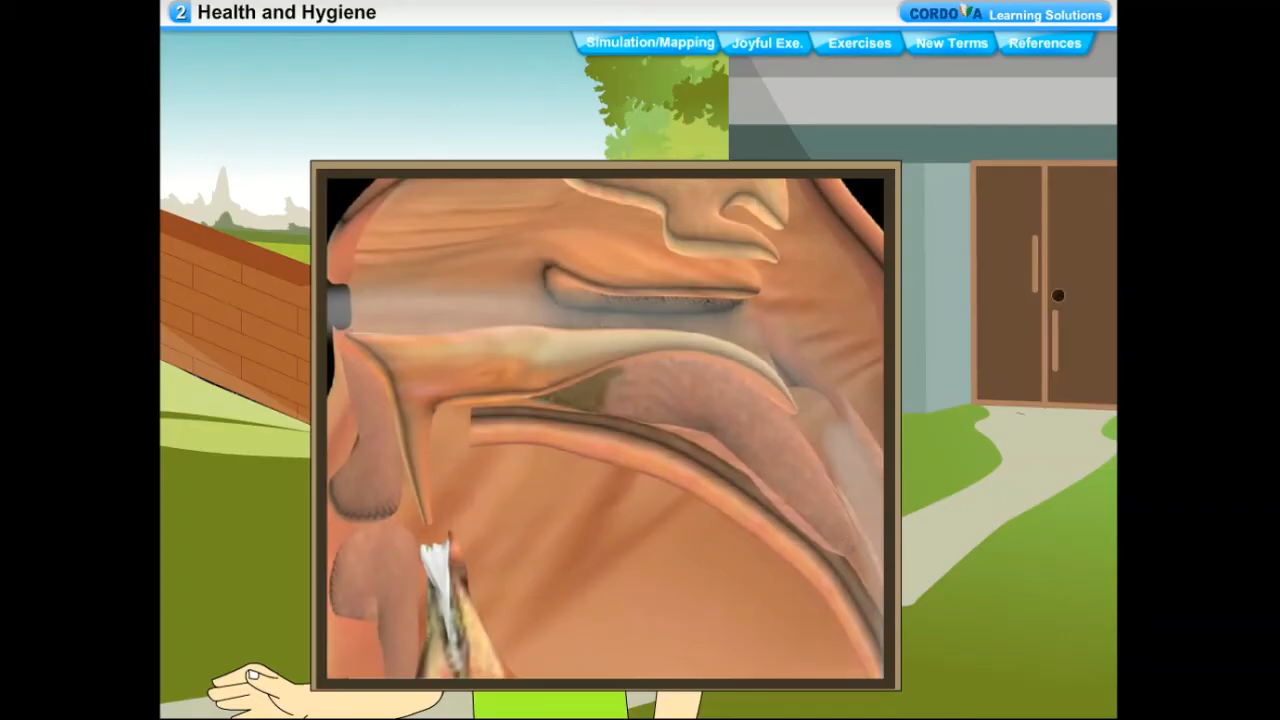 2 Health and Hygiene
CORDOVA Learning Solutions
Simulation/Mapping Joyful Exe. Exercises New Terms References